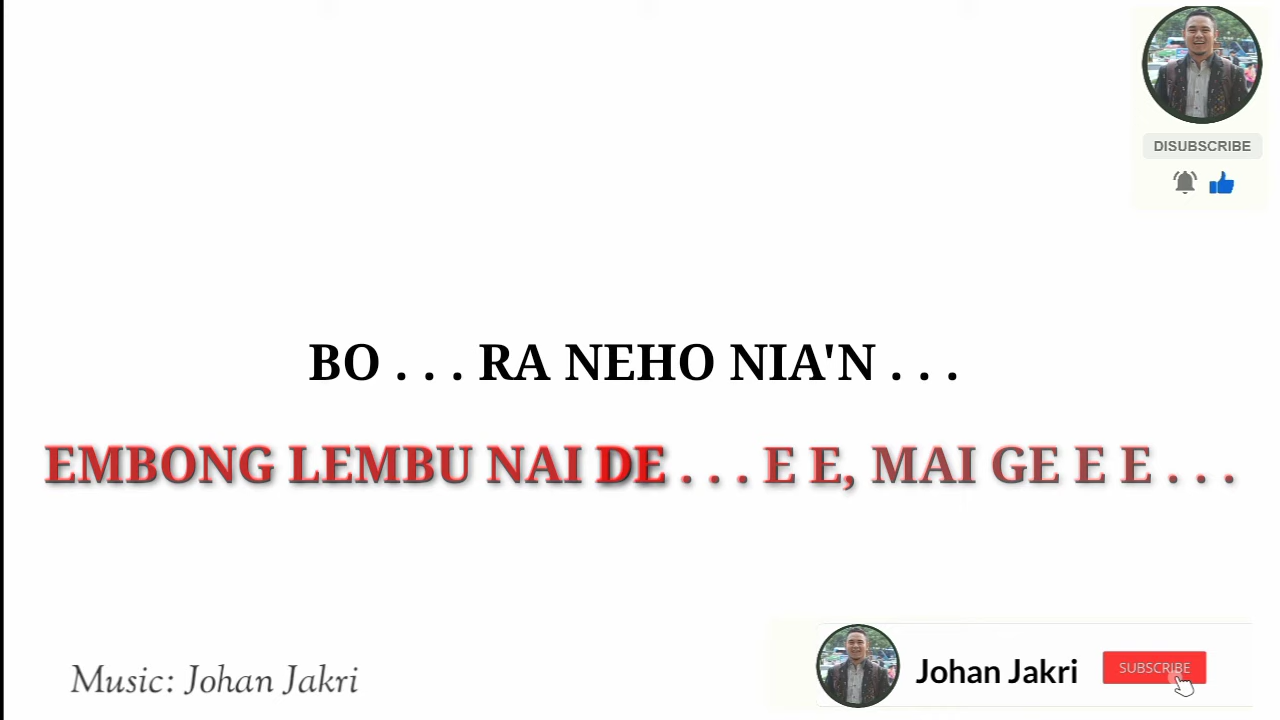 DISUBSCRIBE
BO . . . RA NEHO NIA'N . . .
EMBONG LEMBU NAI DE . . . E E, MAI GE E E . . .
Music: Johan Jakri
Johan Jakri
SUBSCRIBE